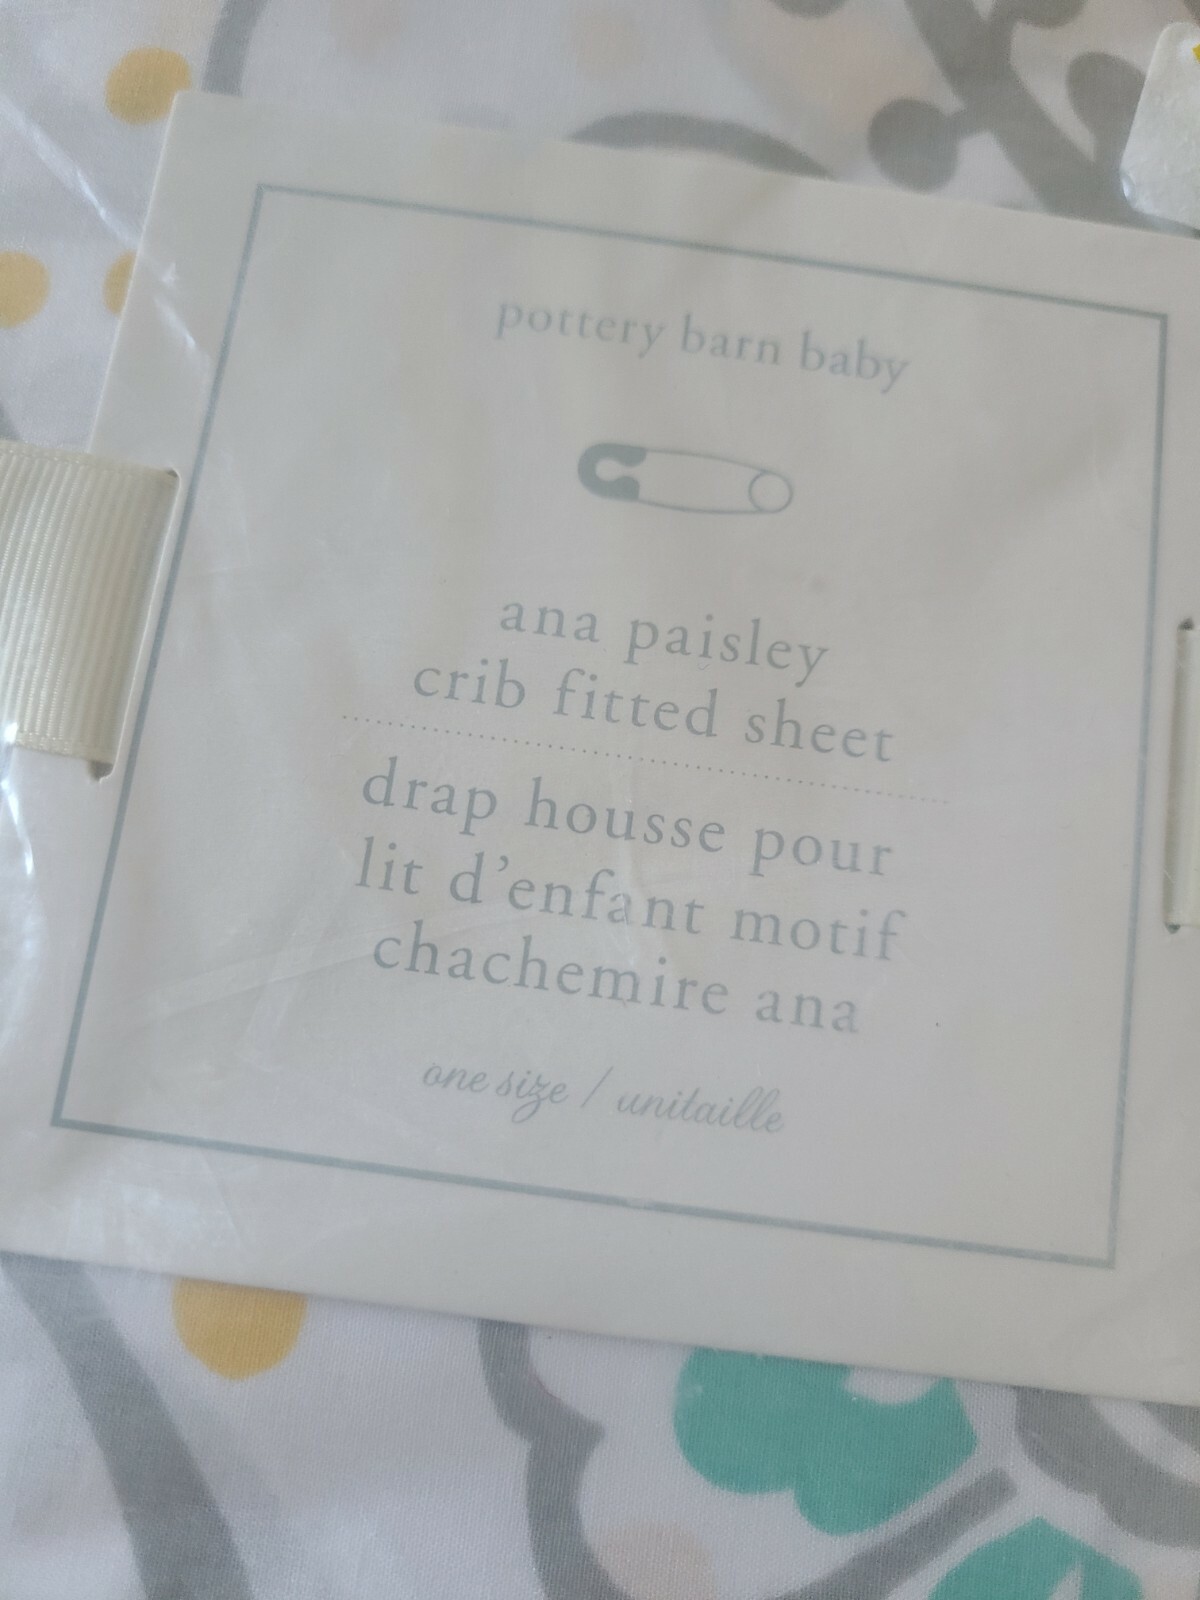 pottery barn baby
ana paisley
crib fitted sheet
drap housse pour
lit d'enfant motif
chachemire ana
one size / unitaille